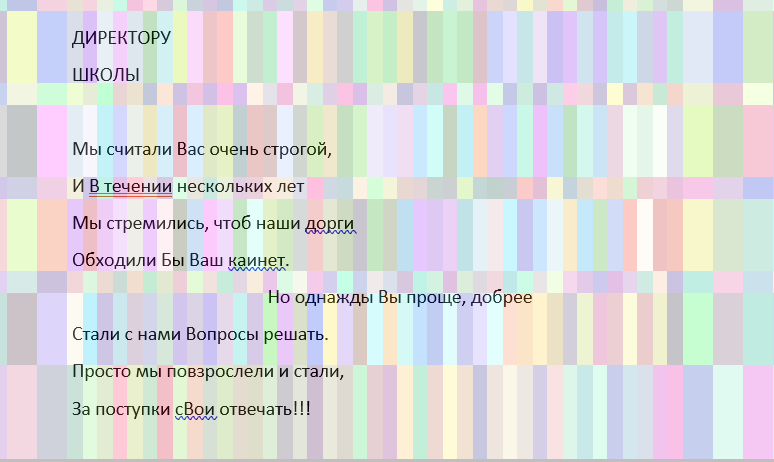 ДИРЕКТОРУ
ШКОЛЫ
Мы считали Вас очень строгой,
И В течении нескольких лет
Мы стремились, чтоб наши дорги
Обходили Бы Ваш каинет.
Но однажды Вы проще, добрее
Стали с нами Вопросы решать.
Просто мы повзрослели и стали,
За поступки сВои отвечать!!!